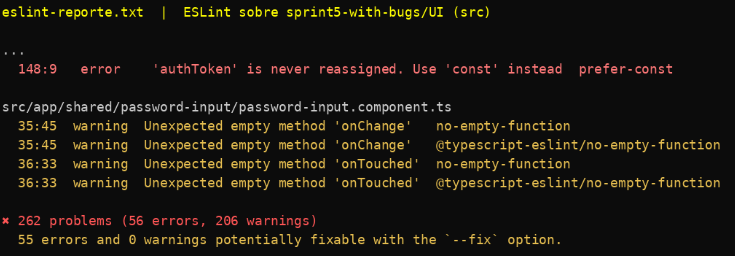 eslint-reporte.txt  |  ESLint sobre sprint5-with-bugs/UI (src)
...
  148:9   error    'authToken' is never reassigned. Use 'const' instead  prefer-const
src/app/shared/password-input/password-input.component.ts
  35:45  warning  Unexpected empty method 'onChange'   no-empty-function
  35:45  warning  Unexpected empty method 'onChange'   @typescript-eslint/no-empty-function
  36:33  warning  Unexpected empty method 'onTouched'  no-empty-function
  36:33  warning  Unexpected empty method 'onTouched'  @typescript-eslint/no-empty-function
✖ 262 problems (56 errors, 206 warnings)
  55 errors and 0 warnings potentially fixable with the `--fix` option.